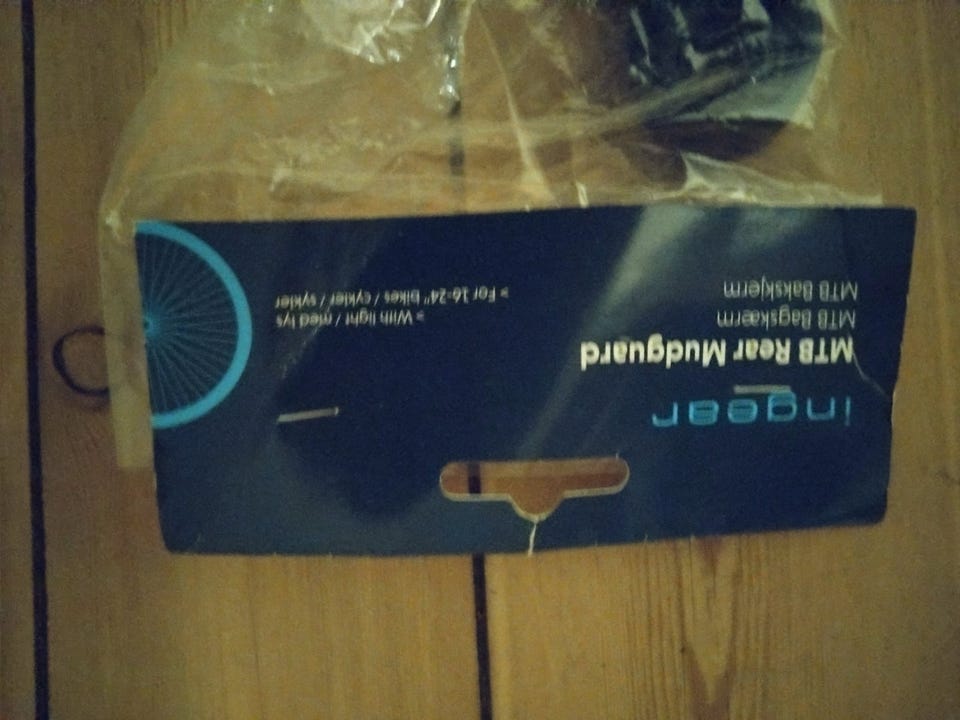 ingear
MTB Rear Mudguard
MTB Bagskærm
MTB Bakskjerm
> With light / med lys
> For 16-24" bikes / cykler / sykler